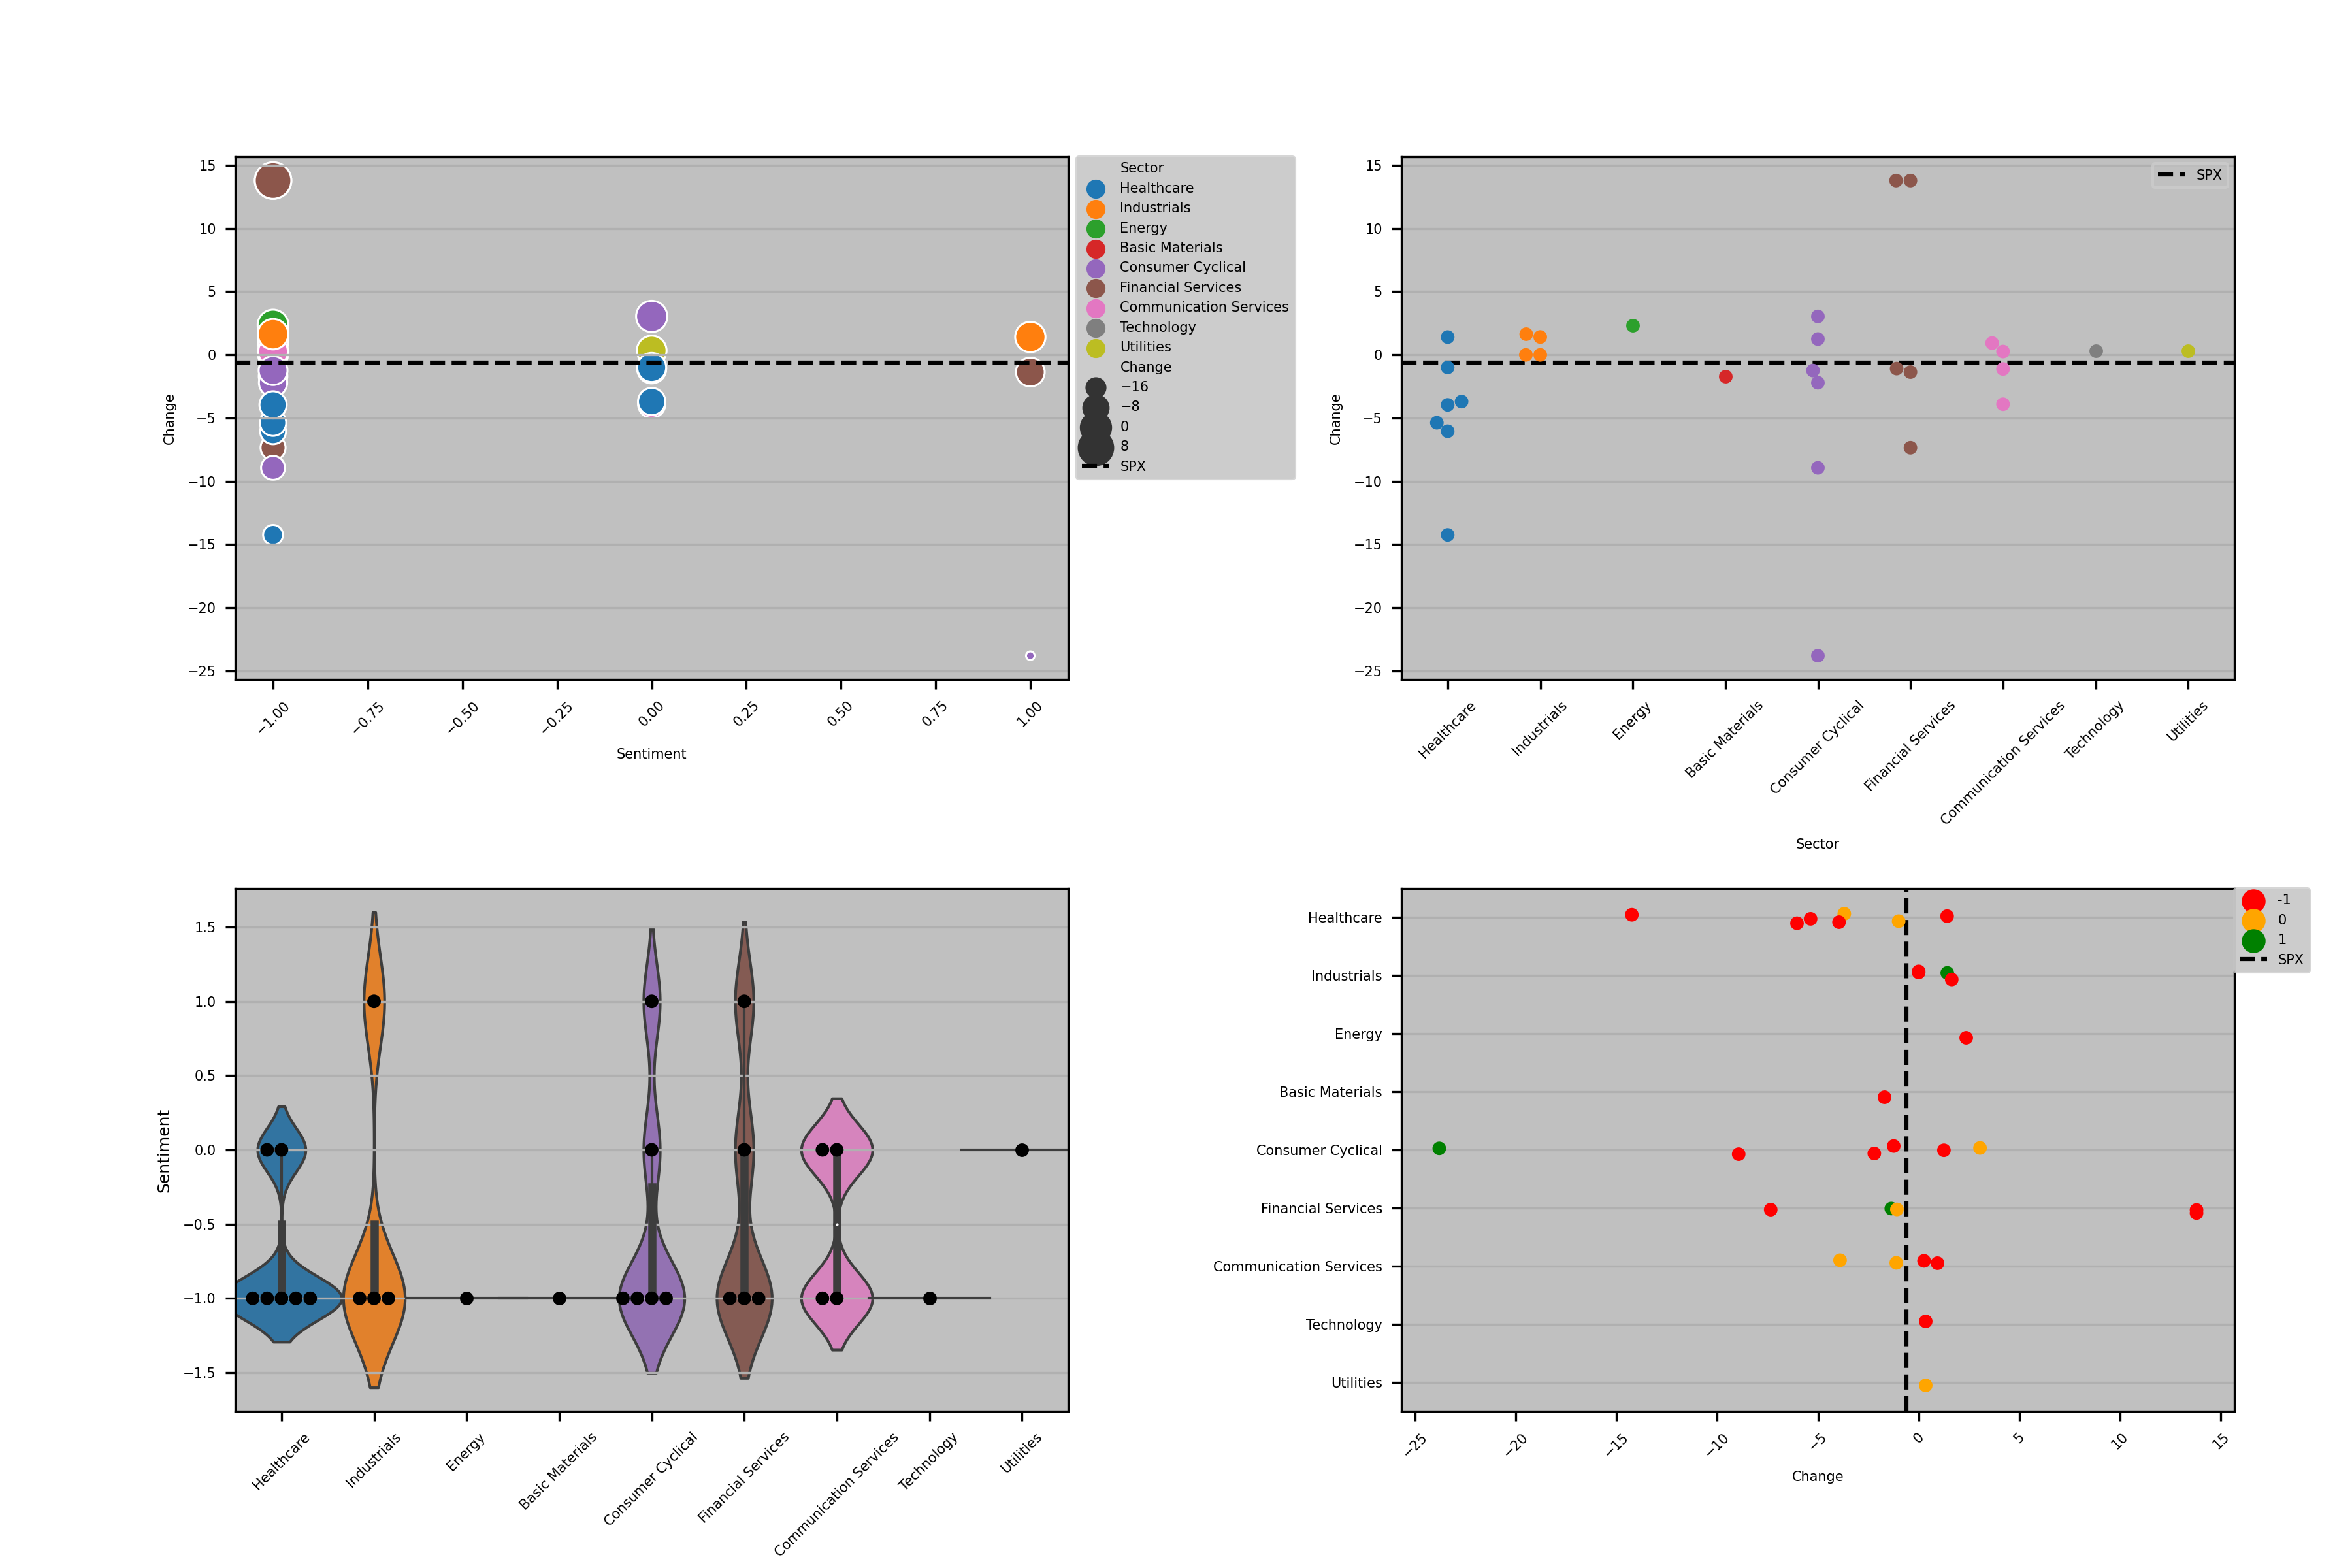 15
10
5
0
−5
−10
−15
−20
−25
Change
−1.00
−0.75
−0.50
−0.25
0.00
0.25
0.50
0.75
1.00
Sentiment
Sector
Healthcare
Industrials
Energy
Basic Materials
Consumer Cyclical
Financial Services
Communication Services
Technology
Utilities
Change
−16
−8
0
8
SPX
15
10
5
0
−5
−10
−15
−20
−25
Change
SPX
Healthcare
Industrials
Energy
Basic Materials
Consumer Cyclical
Financial Services
Communication Services
Technology
Utilities
Sector
1.5
1.0
0.5
0.0
−0.5
−1.0
−1.5
Sentiment
Healthcare
Industrials
Energy
Basic Materials
Consumer Cyclical
Financial Services
Communication Services
Technology
Utilities
Healthcare
Industrials
Energy
Basic Materials
Consumer Cyclical
Financial Services
Communication Services
Technology
Utilities
−25
−20
−15
−10
−5
0
5
10
15
Change
-1
0
1
SPX